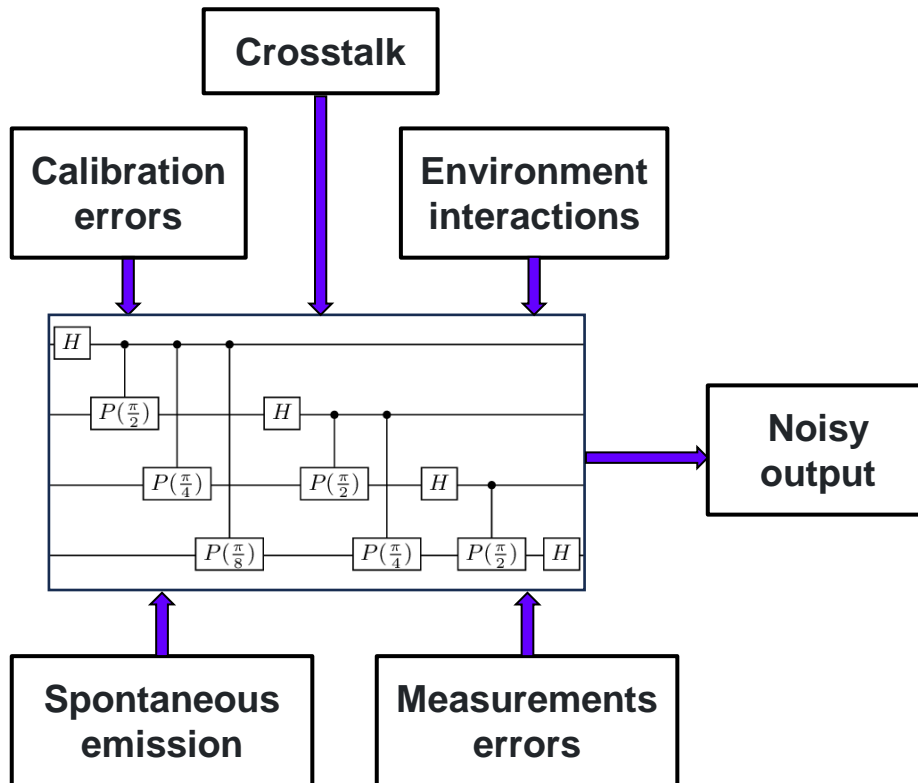 Crosstalk
Calibration
errors
Environment
interactions
H
P(π/2)
H
P(π/4)
P(π/2)
H
P(π/8)
P(π/4)
P(π/2)
H
Noisy
output
Spontaneous
emission
Measurements
errors